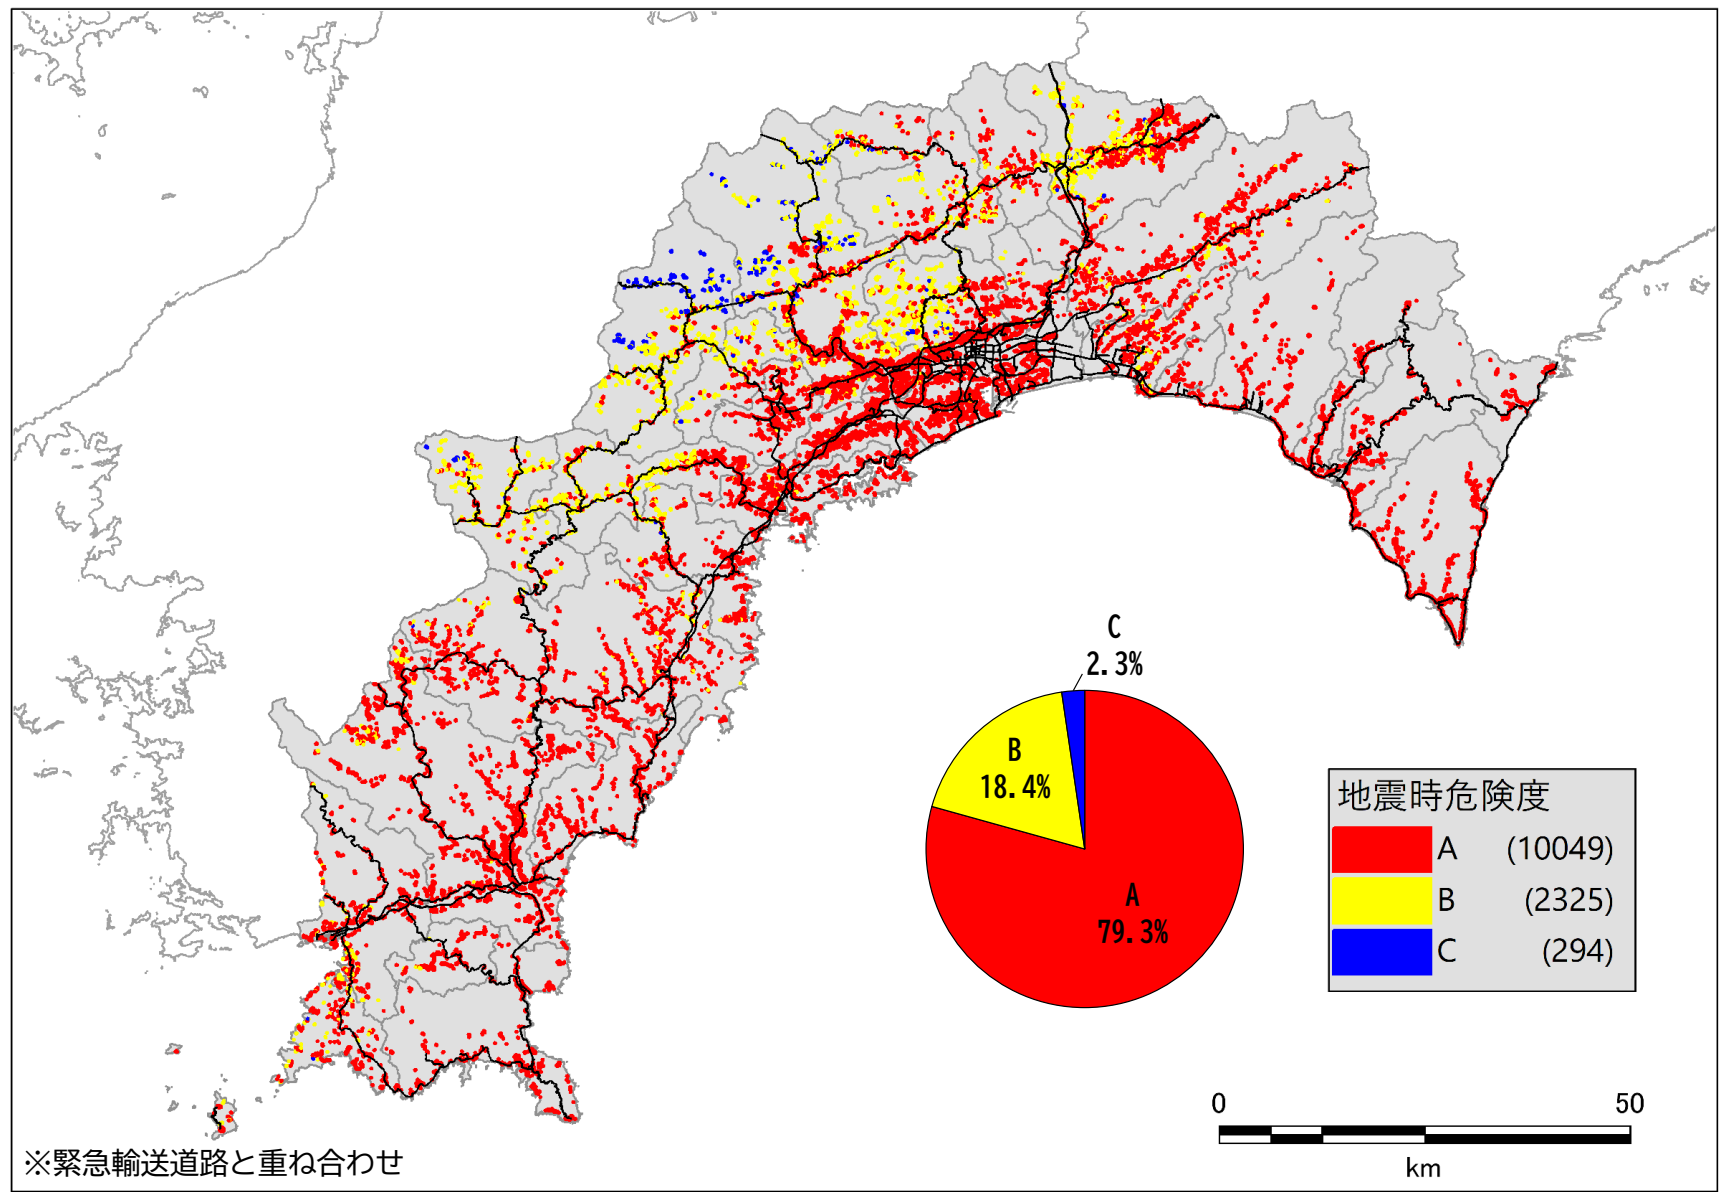 C
2.3%
B
18.4%
A
79.3%
地震時危険度
A (10049)
B (2325)
C (294)
0 50
km
※緊急輸送道路と重ね合わせ